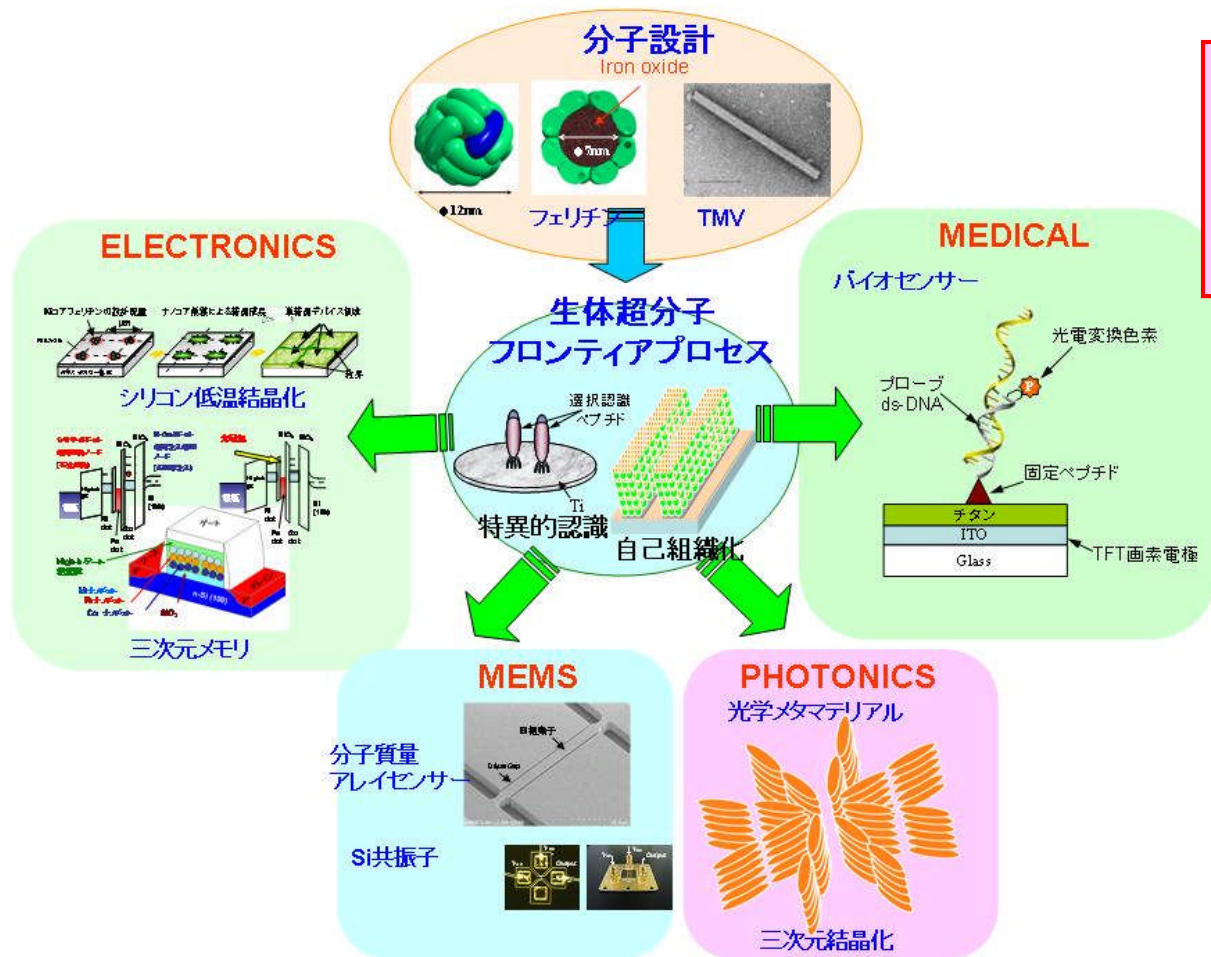 分子設計
Iron oxide
φ7nm
φ12nm
フェリチン
TMV
ELECTRONICS
シリコン低温結晶化
ゲート
n-Si (100)
SiO₂
三次元メモリ
生体超分子
フロンティアプロセス
選択認識
ペプチド
Ti
特異的認識
自己組織化
MEDICAL
バイオセンサー
光電変換色素
P
プローブ
ds-DNA
固定ペプチド
チタン
ITO
Glass
TFT画素電極
MEMS
分子質量
アレイセンサー
Si共振子
Output
Output
PHOTONICS
光学メタマテリアル
三次元結晶化